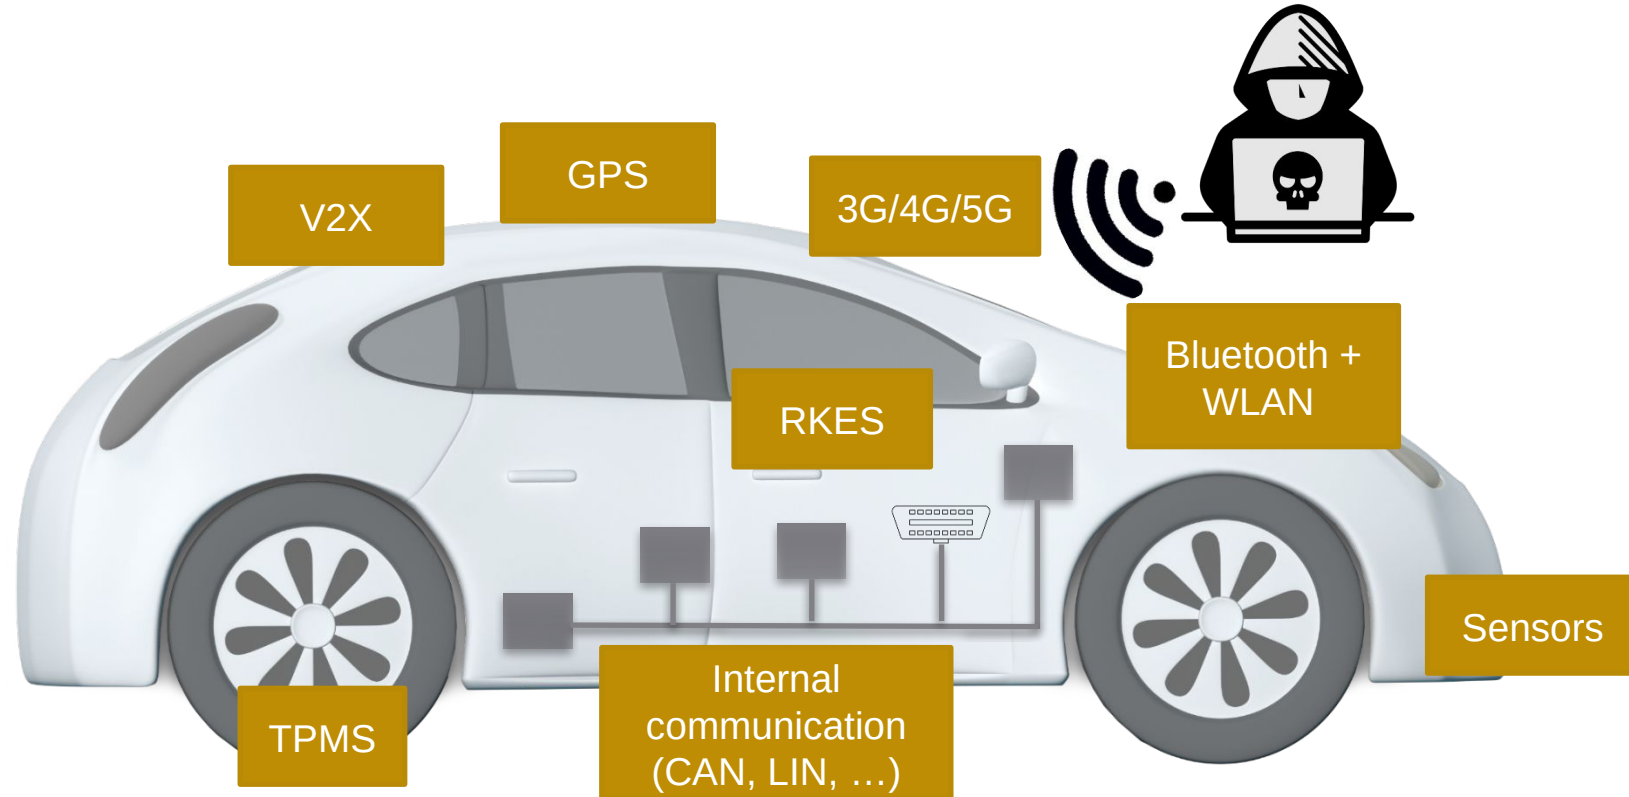 GPS
V2X
3G/4G/5G
Bluetooth +
WLAN
RKES
Sensors
Internal
communication
(CAN, LIN, …)
TPMS